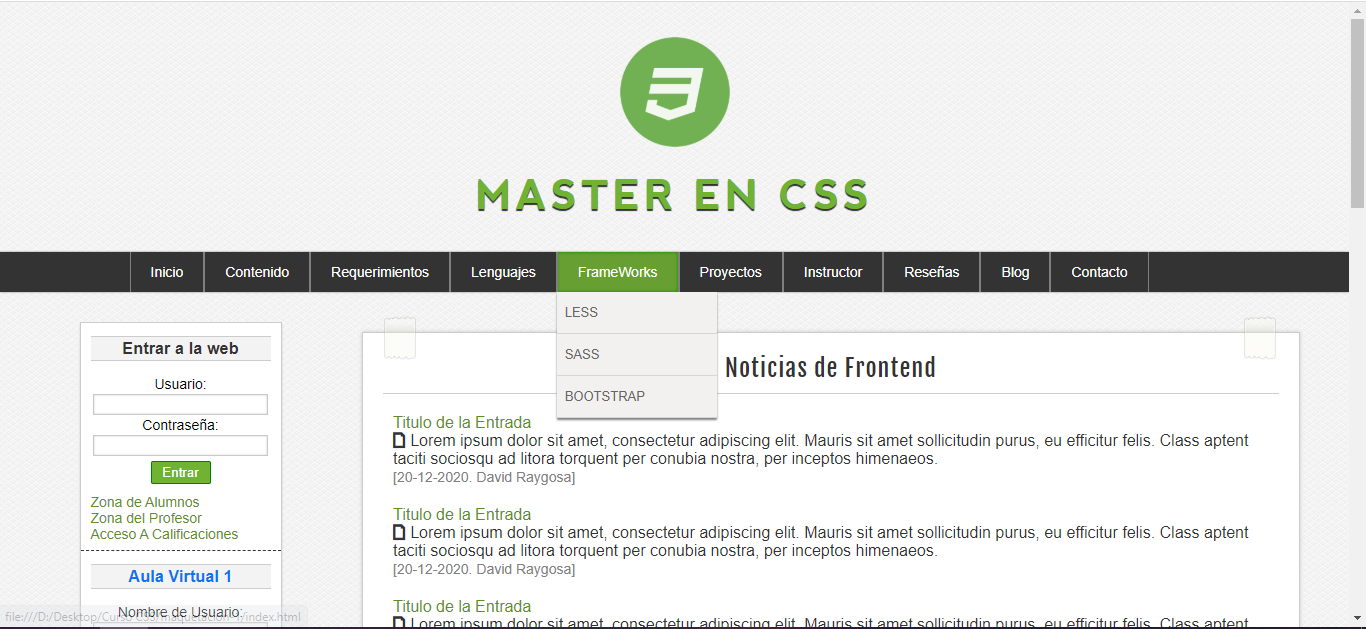 MASTER EN CSS
Inicio Contenido Requerimientos Lenguajes FrameWorks Proyectos Instructor Reseñas Blog Contacto
LESS
SASS
BOOTSTRAP
Entrar a la web
Usuario:
Contraseña:
Entrar
Zona de Alumnos
Zona del Profesor
Acceso A Calificaciones
Aula Virtual 1
Nombre de Usuario:
Noticias de Frontend
Titulo de la Entrada
Lorem ipsum dolor sit amet, consectetur adipiscing elit. Mauris sit amet sollicitudin purus, eu efficitur felis. Class aptent
taciti sociosqu ad litora torquent per conubia nostra, per inceptos himenaeos.
[20-12-2020. David Raygosa]
Titulo de la Entrada
Lorem ipsum dolor sit amet, consectetur adipiscing elit. Mauris sit amet sollicitudin purus, eu efficitur felis. Class aptent
taciti sociosqu ad litora torquent per conubia nostra, per inceptos himenaeos.
[20-12-2020. David Raygosa]
Titulo de la Entrada
Lorem ipsum dolor sit amet, consectetur adipiscing elit. Mauris sit amet sollicitudin purus, eu efficitur felis. Class aptent
file:///D:/Desktop/Curso CSS/maquetacion-1/index.html